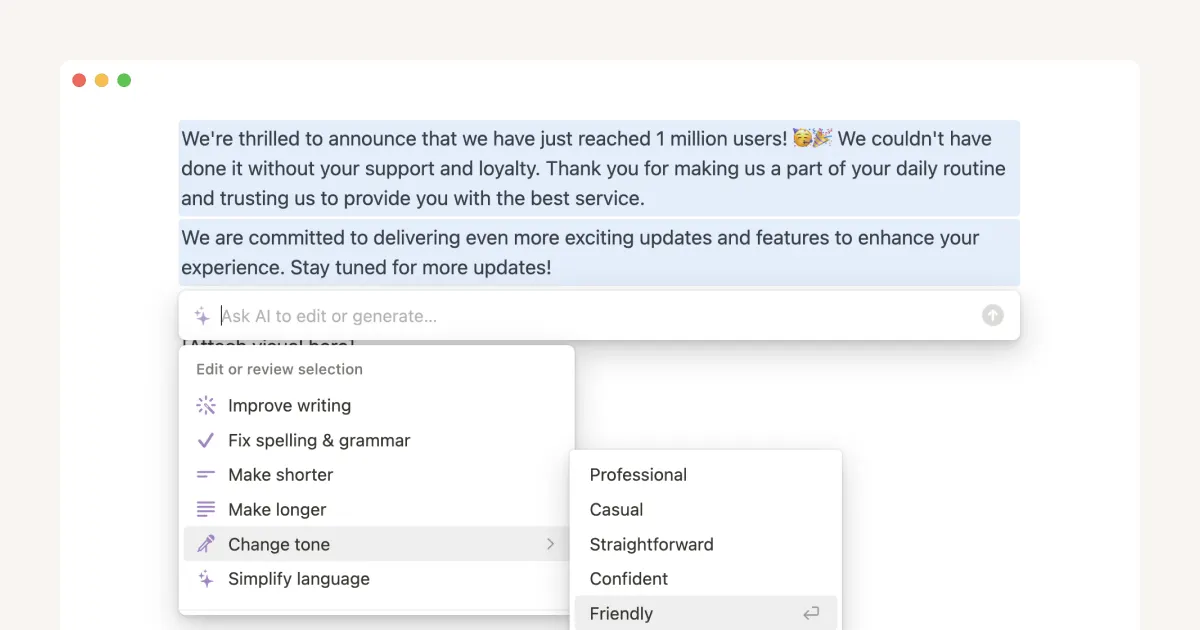 We're thrilled to announce that we have just reached 1 million users! 🥳🎉 We couldn't have
done it without your support and loyalty. Thank you for making us a part of your daily routine
and trusting us to provide you with the best service.
We are committed to delivering even more exciting updates and features to enhance your
experience. Stay tuned for more updates!
Ask AI to edit or generate...
[Attach visual here]
Edit or review selection
Improve writing
Fix spelling & grammar
Make shorter
Make longer
Change tone
Simplify language
Professional
Casual
Straightforward
Confident
Friendly